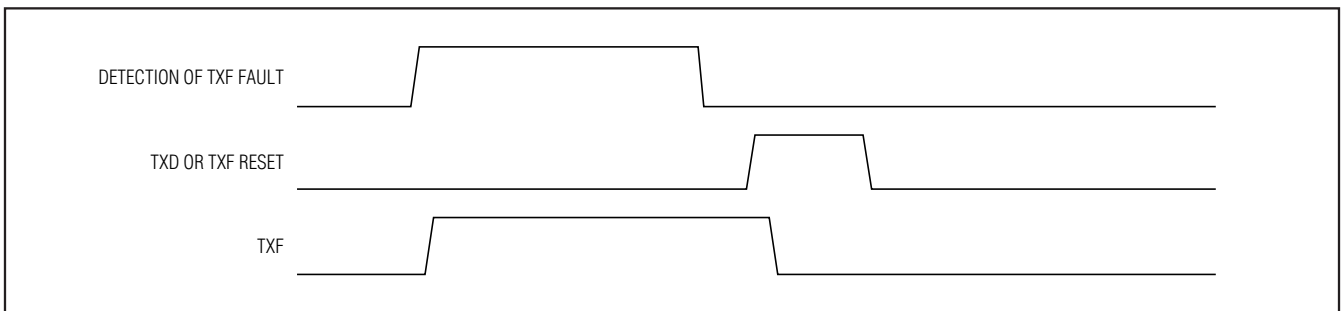 DETECTION OF TXF FAULT
TXD OR TXF RESET
TXF